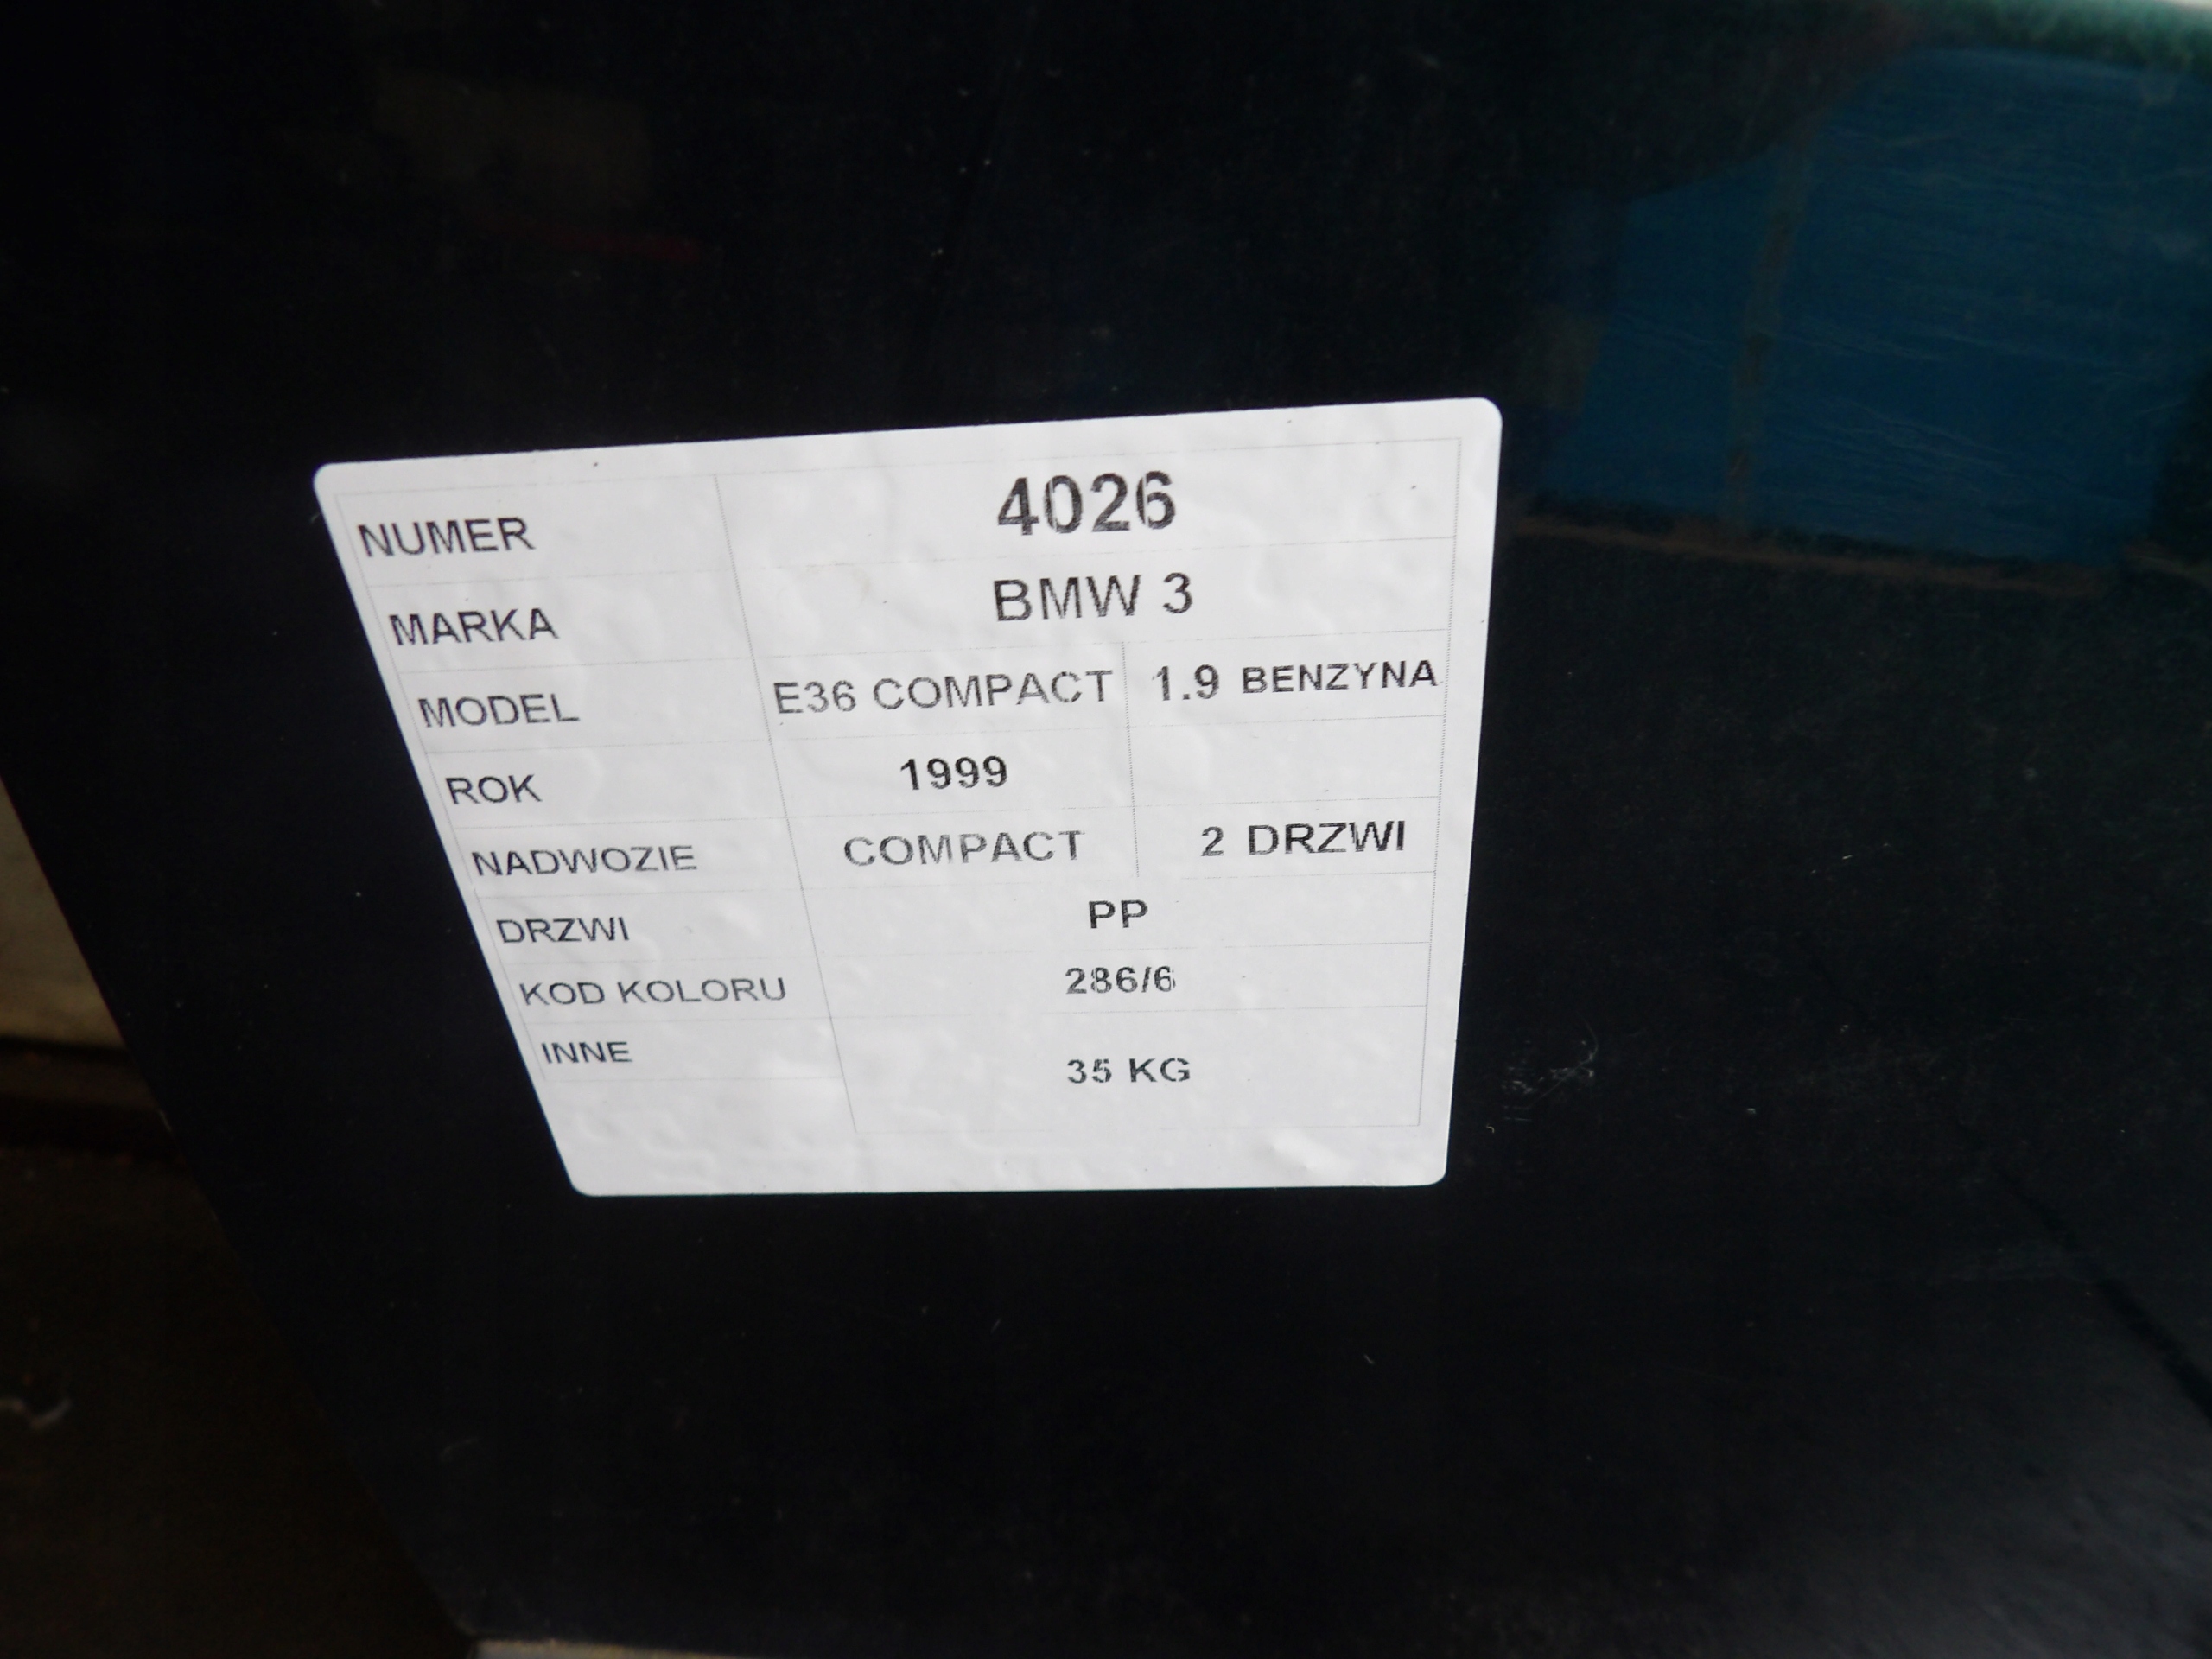 NUMER 4026
MARKA BMW 3
MODEL E36 COMPACT 1.9 BENZYNA
ROK 1999
NADWOZIE COMPACT 2 DRZWI
DRZWI PP
KOD KOLORU 286/6
INNE 35 KG